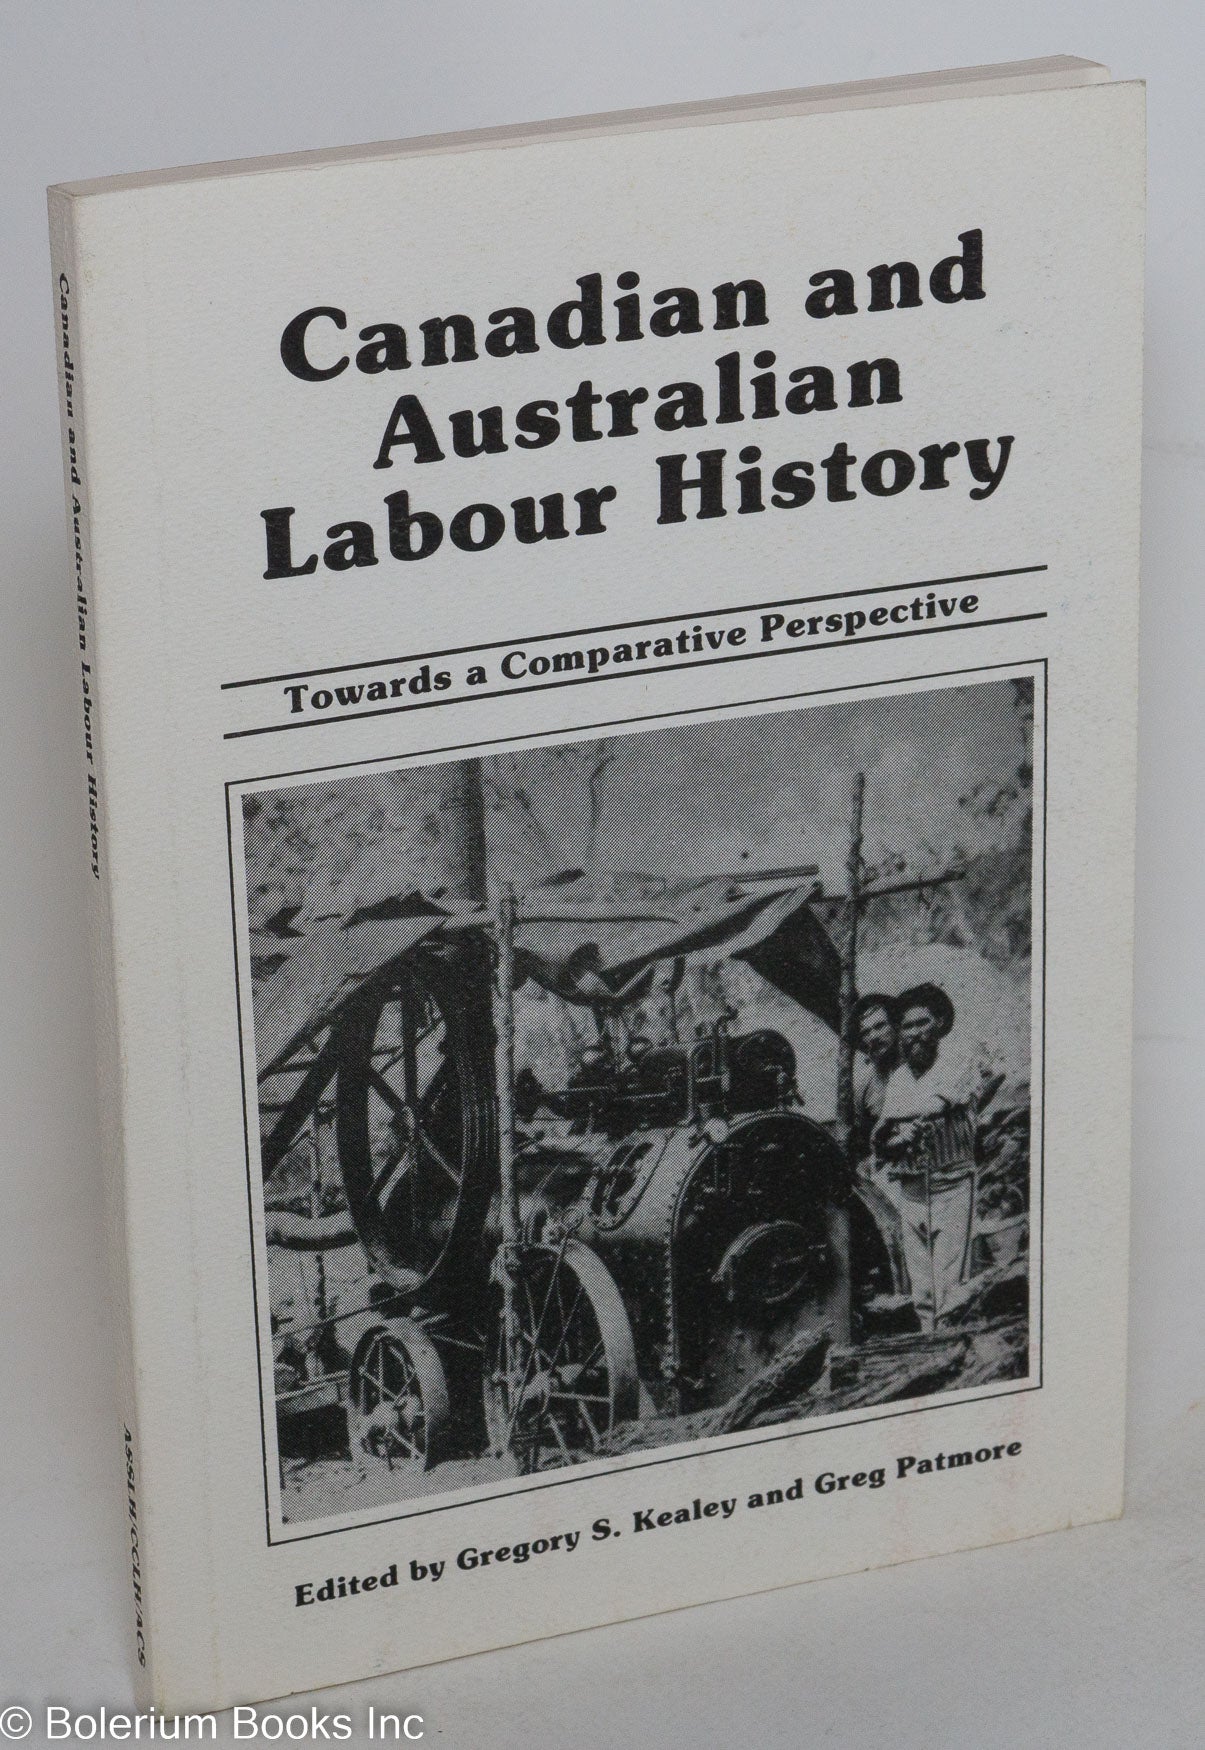 Canadian and
Australian
Labour History
Towards a Comparative Perspective
Edited by Gregory S. Kealey and Greg Patmore
Canadian and Australian Labour History
ASSLH/CCLH/ACS
© Bolerium Books Inc